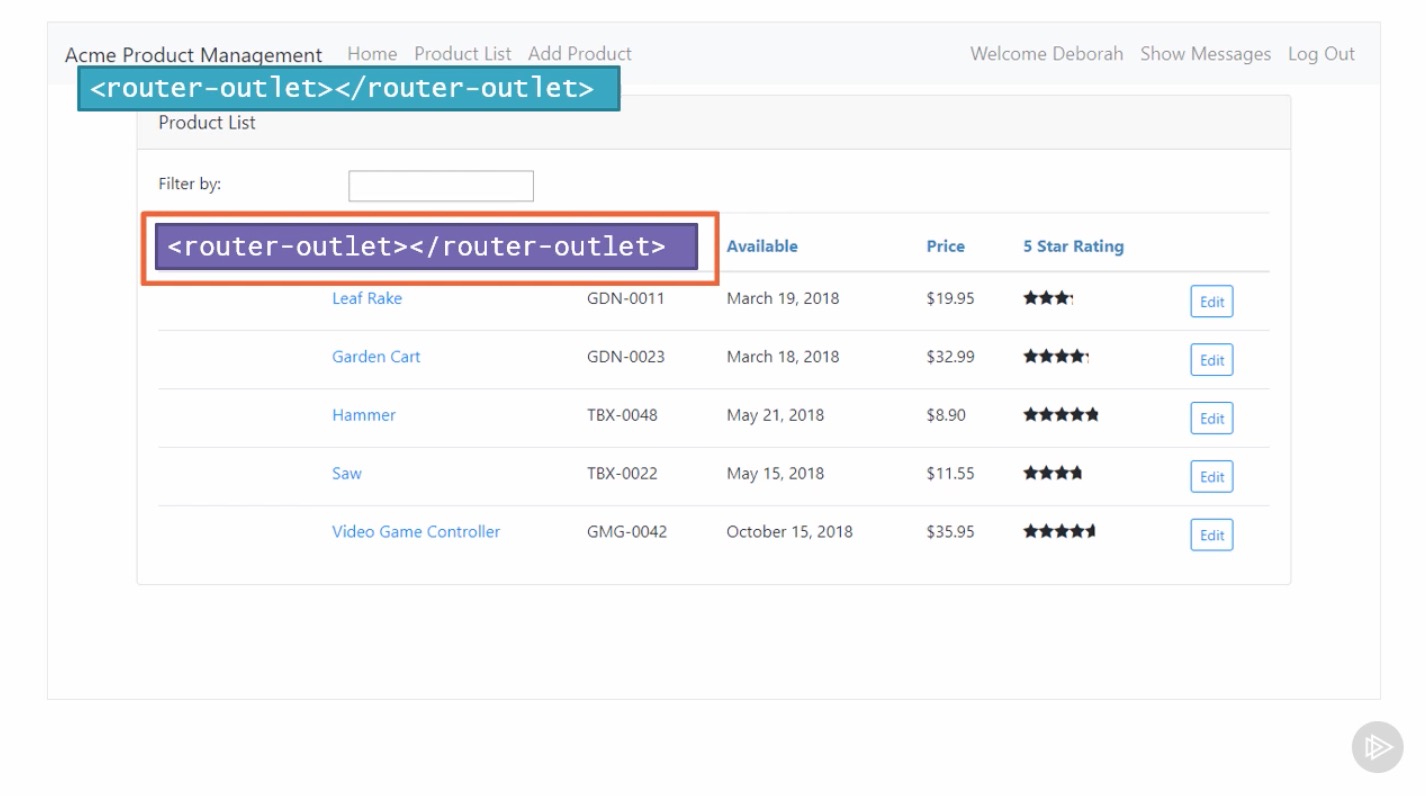 Acme Product Management Home Product List Add Product Welcome Deborah Show Messages Log Out
<router-outlet></router-outlet>
Product List
Filter by:
<router-outlet></router-outlet> Available Price 5 Star Rating
Leaf Rake GDN-0011 March 19, 2018 $19.95 Edit
Garden Cart GDN-0023 March 18, 2018 $32.99 Edit
Hammer TBX-0048 May 21, 2018 $8.90 Edit
Saw TBX-0022 May 15, 2018 $11.55 Edit
Video Game Controller GMG-0042 October 15, 2018 $35.95 Edit